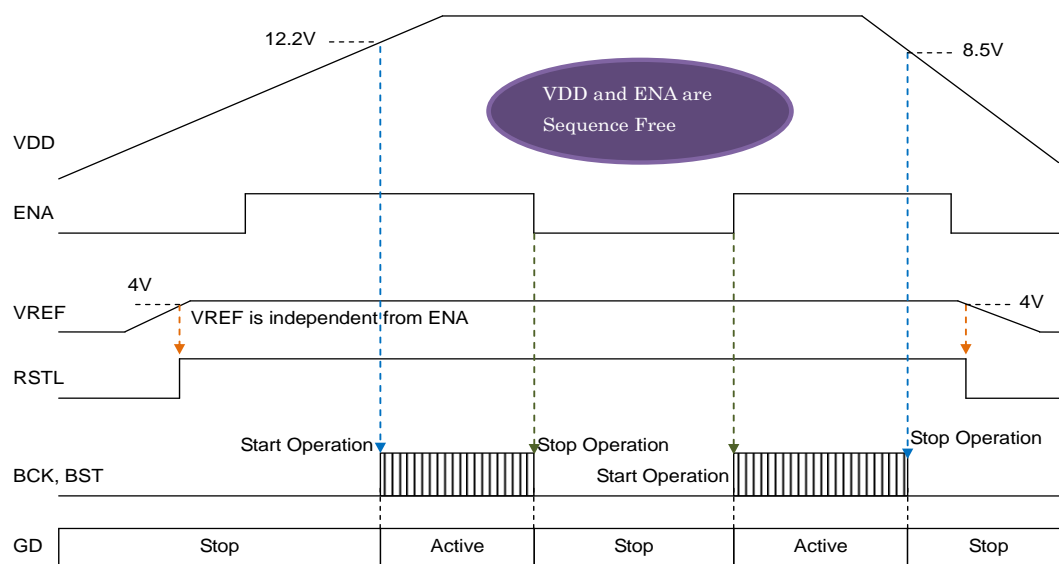 12.2V
8.5V
VDD and ENA are
Sequence Free
VDD
ENA
4V
VREF
VREF is independent from ENA
4V
RSTL
Start Operation
Stop Operation
Start Operation
Stop Operation
BCK, BST
GD
Stop
Active
Stop
Active
Stop